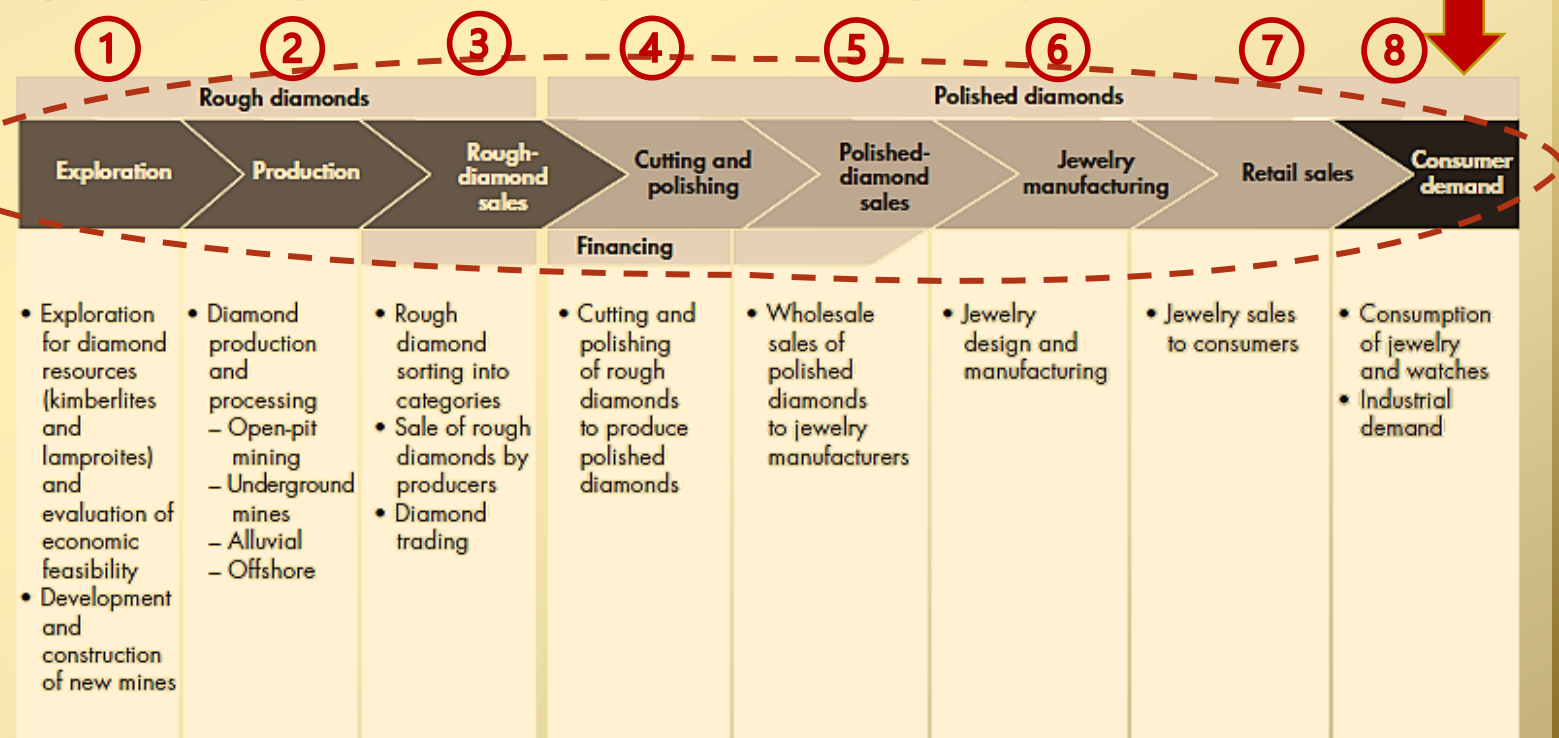 1 2 3 4 5 6 7 8
Rough diamonds
Polished diamonds
Exploration
Production
Rough-
diamond
sales
Cutting and
polishing
Polished-
diamond
sales
Jewelry
manufacturing
Retail sales
Consumer
demand
Financing
• Exploration
for diamond
resources
(kimberlites
and
lamproites)
and
evaluation of
economic
feasibility
• Development
and
construction
of new mines
• Diamond
production
and
processing
– Open-pit
mining
– Underground
mines
– Alluvial
– Offshore
• Rough
diamond
sorting into
categories
• Sale of rough
diamonds by
producers
• Diamond
trading
• Cutting and
polishing
of rough
diamonds
to produce
polished
diamonds
• Wholesale
sales of
polished
diamonds
to jewelry
manufacturers
• Jewelry
design and
manufacturing
• Jewelry sales
to consumers
• Consumption
of jewelry
and watches
• Industrial
demand